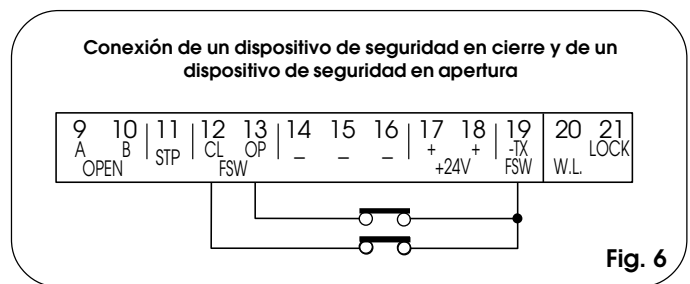 Conexión de un dispositivo de seguridad en cierre y de un
dispositivo de seguridad en apertura
9 10 11 12 13 14 15 16 17 18 19 20 21
A B STP CL OP _ _ _ + + -TX W.L. LOCK
OPEN FSW +24V FSW
Fig. 6